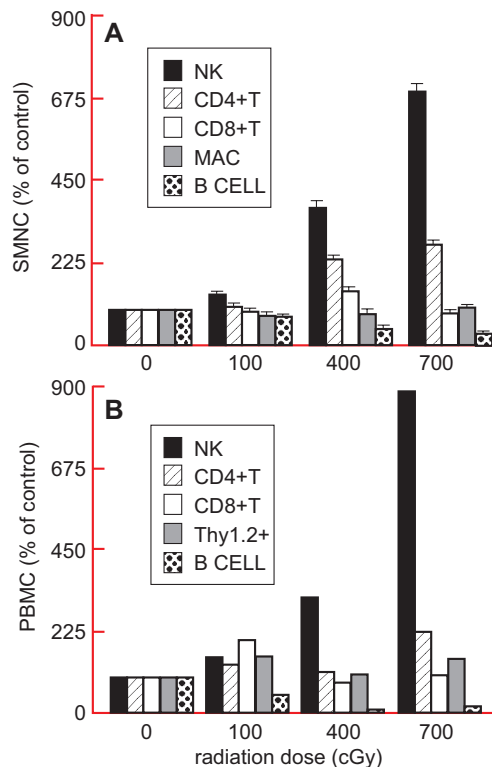 A
SMNC (% of control)
900
675
450
225
0
NK
CD4+T
CD8+T
MAC
B CELL
0 100 400 700
B
PBMC (% of control)
900
675
450
225
0
NK
CD4+T
CD8+T
Thy1.2+
B CELL
0 100 400 700
radiation dose (cGy)